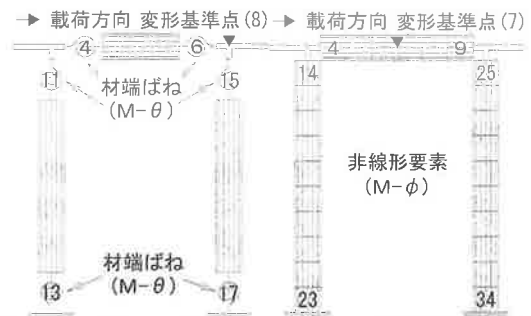 → 載荷方向 変形基準点(8)
④ ⑥ ▼
⑪ 材端ばね ⑮
(M-θ)
材端ばね
(M-θ)
⑬ ⑰
→ 載荷方向 変形基準点(7)
4 ▼ 9
14 25
非線形要素
(M-φ)
23 34